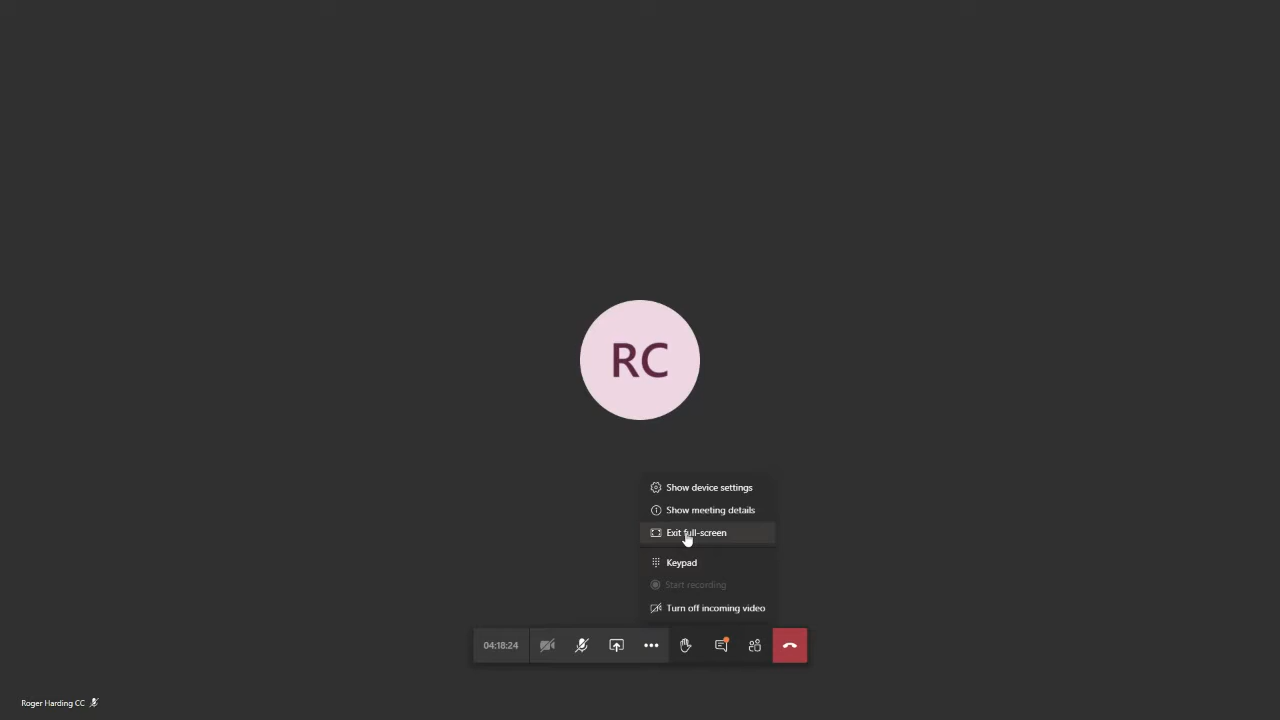 RC
Show device settings
Show meeting details
Exit full-screen
Keypad
Start recording
Turn off incoming video
04:18:24
Roger Harding CC